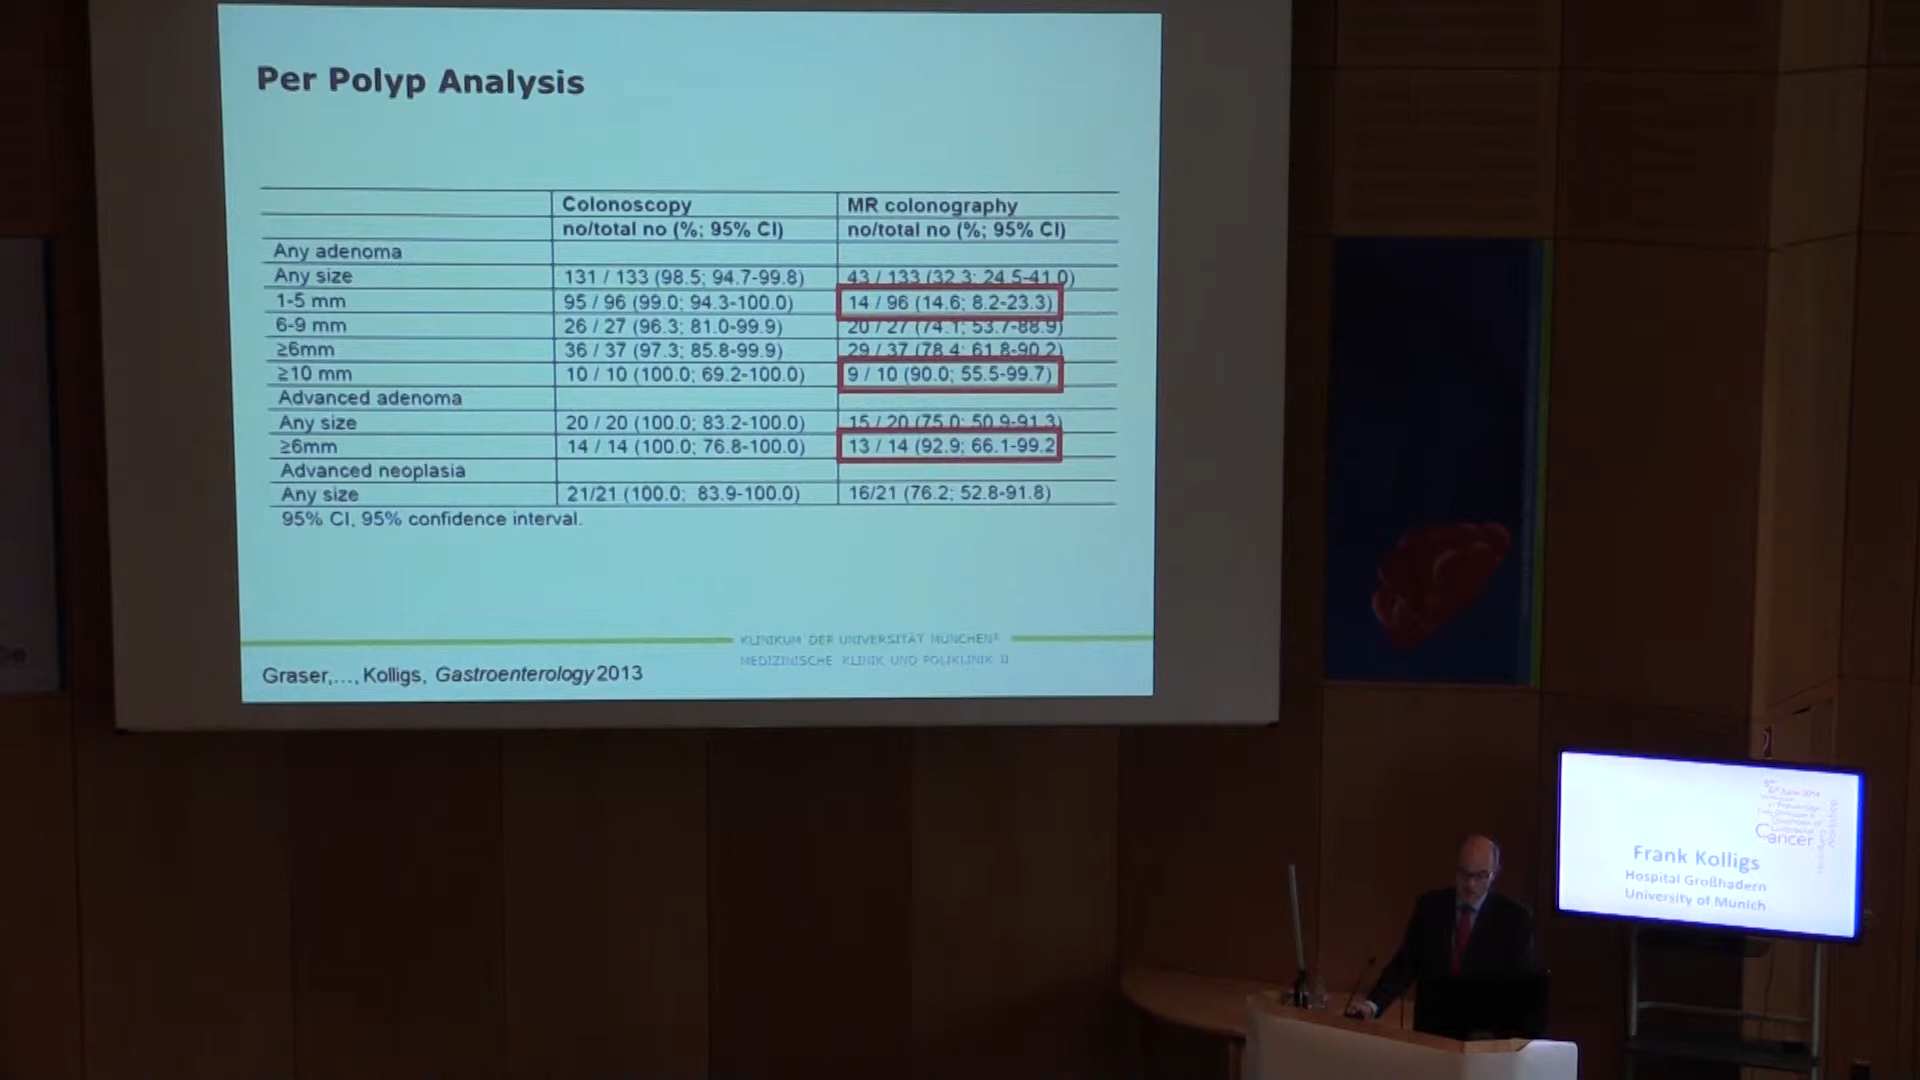 Per Polyp Analysis
Colonoscopy MR colonography
no/total no (%; 95% CI) no/total no (%; 95% CI)
Any adenoma
Any size 131 / 133 (98.5; 94.7-99.8) 43 / 133 (32.3; 24.5-41.0)
1-5 mm 95 / 96 (99.0; 94.3-100.0) 14 / 96 (14.6; 8.2-23.3)
6-9 mm 26 / 27 (96.3; 81.0-99.9) 20 / 27 (74.1; 53.7-88.9)
≥6mm 36 / 37 (97.3; 85.8-99.9) 29 / 37 (78.4; 61.8-90.2)
≥10 mm 10 / 10 (100.0; 69.2-100.0) 9 / 10 (90.0; 55.5-99.7)
Advanced adenoma
Any size 20 / 20 (100.0; 83.2-100.0) 15 / 20 (75.0; 50.9-91.3)
≥6mm 14 / 14 (100.0; 76.8-100.0) 13 / 14 (92.9; 66.1-99.2
Advanced neoplasia
Any size 21/21 (100.0; 83.9-100.0) 16/21 (76.2; 52.8-91.8)
95% CI, 95% confidence interval.
KLINIKUM DER UNIVERSITÄT MÜNCHEN®
MEDIZINISCHE KLINIK UND POLIKLINIK II
Graser,..., Kolligs, Gastroenterology 2013
June 2014
Prevention
Colorectal
Cancer
Frank Kolligs
Hospital Großhadern
University of Munich